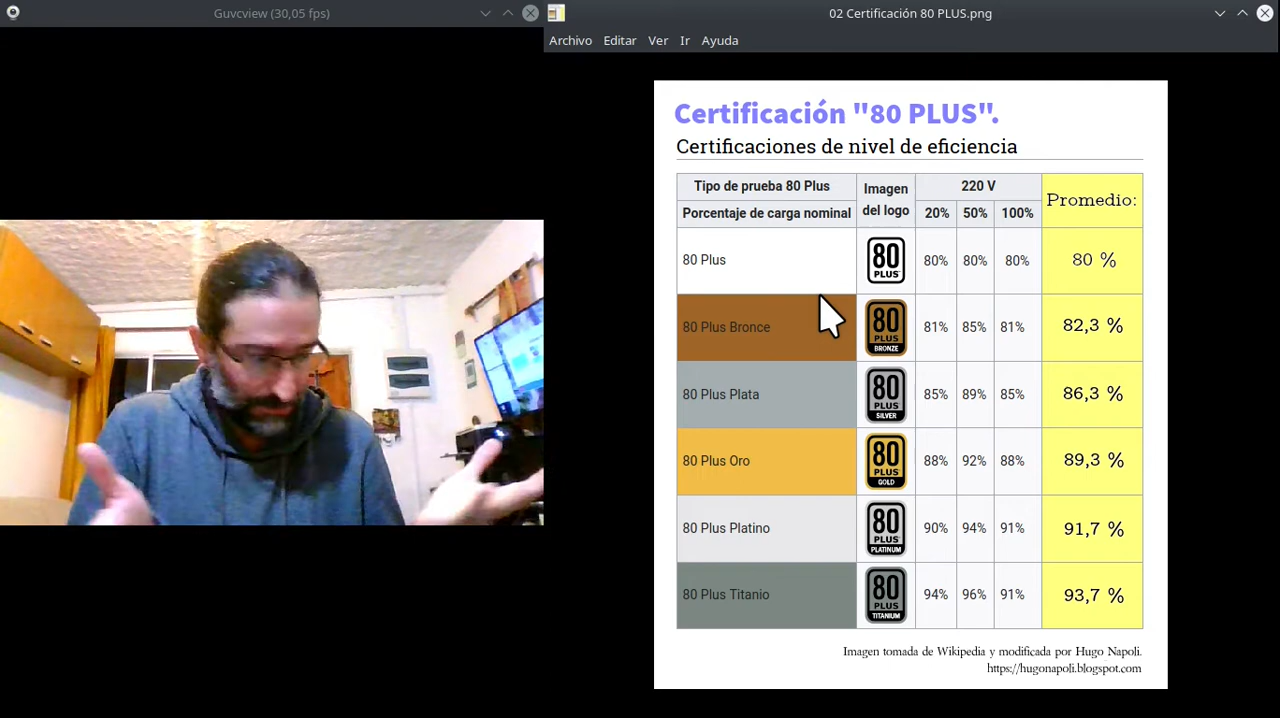 Guvcview (30,05 fps)
02 Certificación 80 PLUS.png
Archivo Editar Ver Ir Ayuda
Certificación "80 PLUS".
Certificaciones de nivel de eficiencia
Tipo de prueba 80 Plus Imagen del logo 220 V Promedio:
Porcentaje de carga nominal 20% 50% 100%
80 Plus 80 PLUS 80% 80% 80% 80 %
80 Plus Bronce 80 PLUS BRONZE 81% 85% 81% 82,3 %
80 Plus Plata 80 PLUS SILVER 85% 89% 85% 86,3 %
80 Plus Oro 80 PLUS GOLD 88% 92% 88% 89,3 %
80 Plus Platino 80 PLUS PLATINUM 90% 94% 91% 91,7 %
80 Plus Titanio 80 PLUS TITANIUM 94% 96% 91% 93,7 %
Imagen tomada de Wikipedia y modificada por Hugo Napoli.
https://hugonapoli.blogspot.com